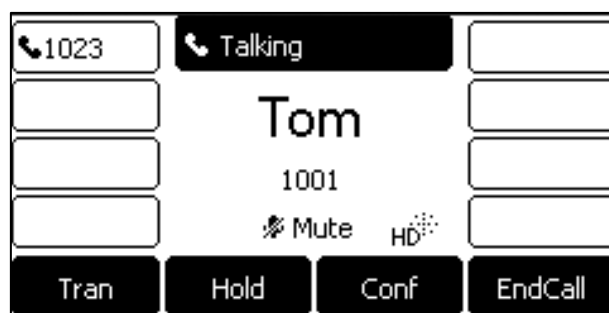 1023
Talking
Tom
1001
Mute
HD
Tran
Hold
Conf
EndCall